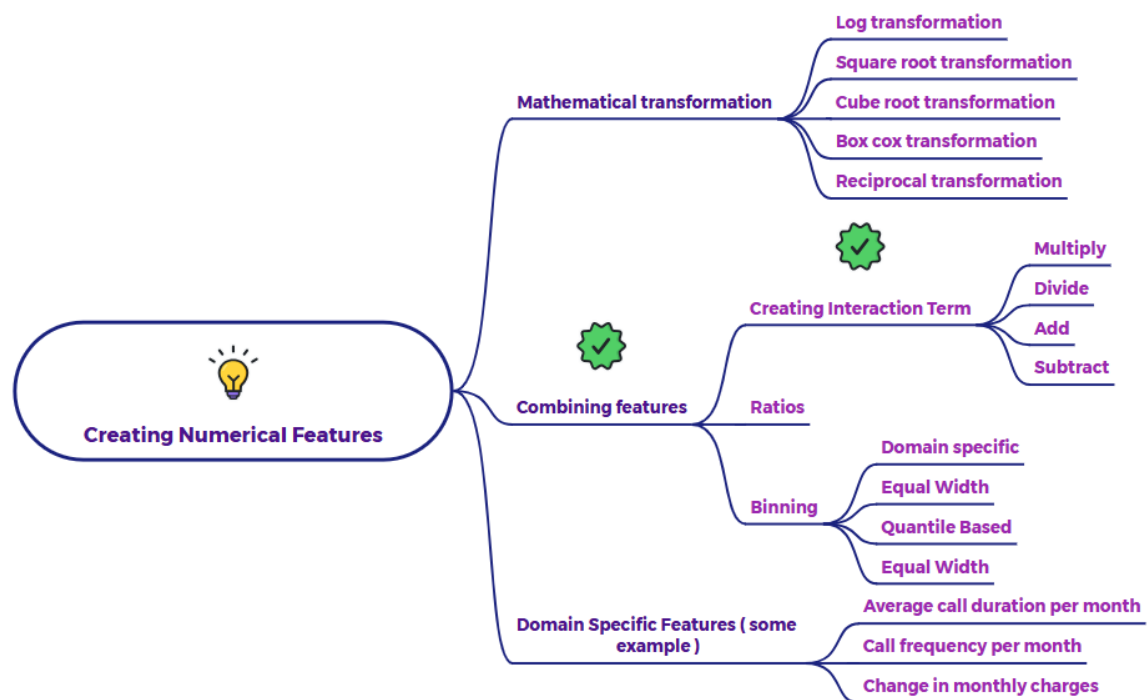 Creating Numerical Features
Mathematical transformation
Log transformation
Square root transformation
Cube root transformation
Box cox transformation
Reciprocal transformation
Combining features
Creating Interaction Term
Multiply
Divide
Add
Subtract
Ratios
Binning
Domain specific
Equal Width
Quantile Based
Equal Width
Domain Specific Features ( some
example )
Average call duration per month
Call frequency per month
Change in monthly charges